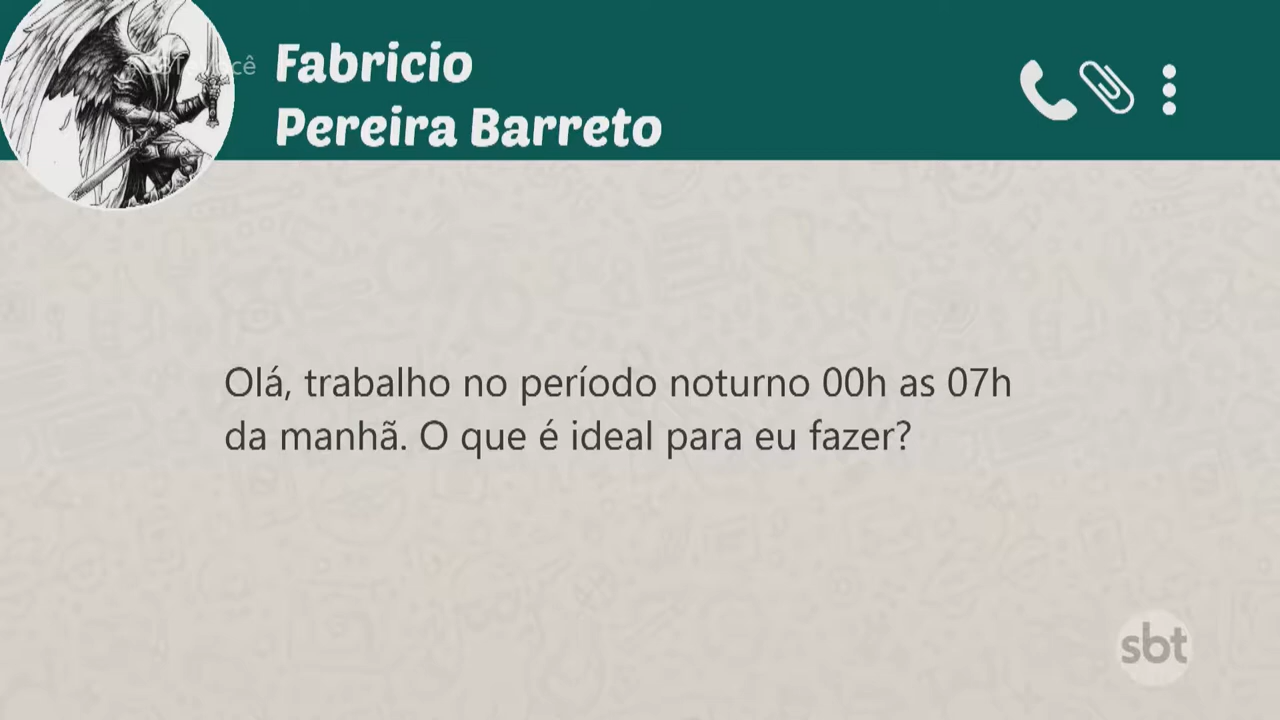 Fabricio
Pereira Barreto
Olá, trabalho no período noturno 00h as 07h
da manhã. O que é ideal para eu fazer?
sbt